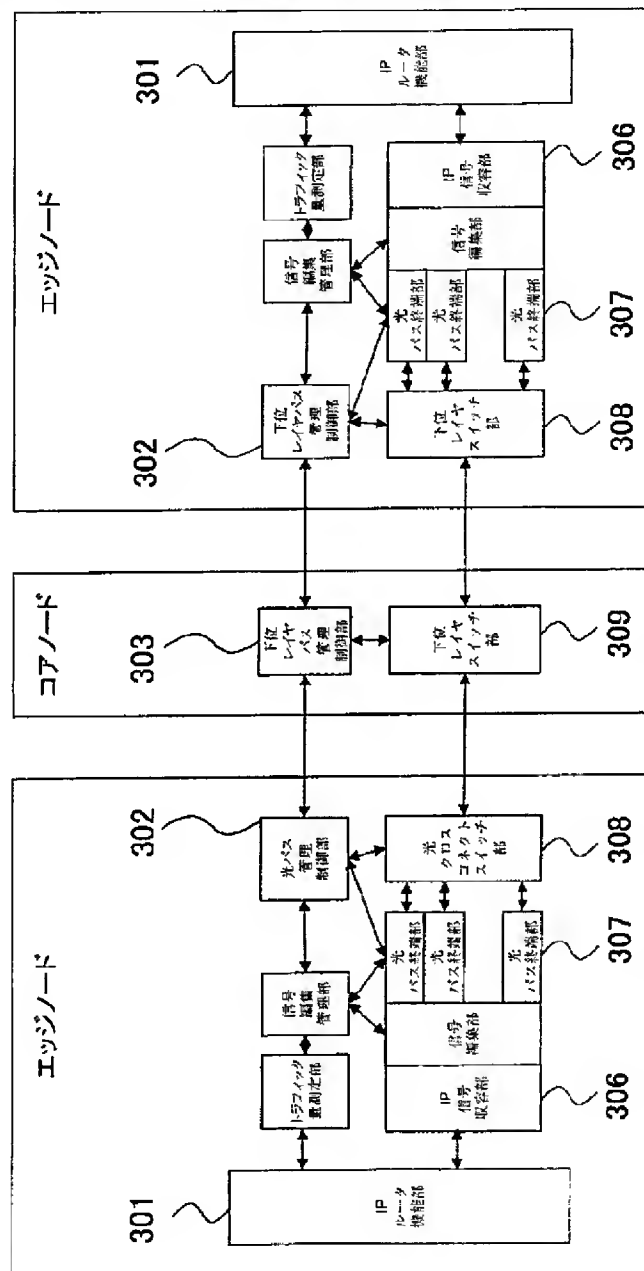 エッジノード
301
IP
ルータ
機能部
トラフィック
量測定部
信号
編集
管理部
302
光パス
管理
制御部
IP
信号
収容部
306
信号
編集部
光
パス終端部
光
パス終端部
光
パス終端部
307
光
クロス
コネクト
スイッチ
部
308
コアノード
303
下位
レイヤ
パス
管理
制御部
下位
レイヤ
スイッチ
部
309
エッジノード
302
下位
レイヤパス
管理
制御部
信号
編集
管理部
トラフィック
量測定部
301
IP
ルータ
機能部
下位
レイヤ
スイッチ
部
308
光
パス終端部
光
パス終端部
光
パス終端部
307
信号
編集部
IP
信号
収容部
306